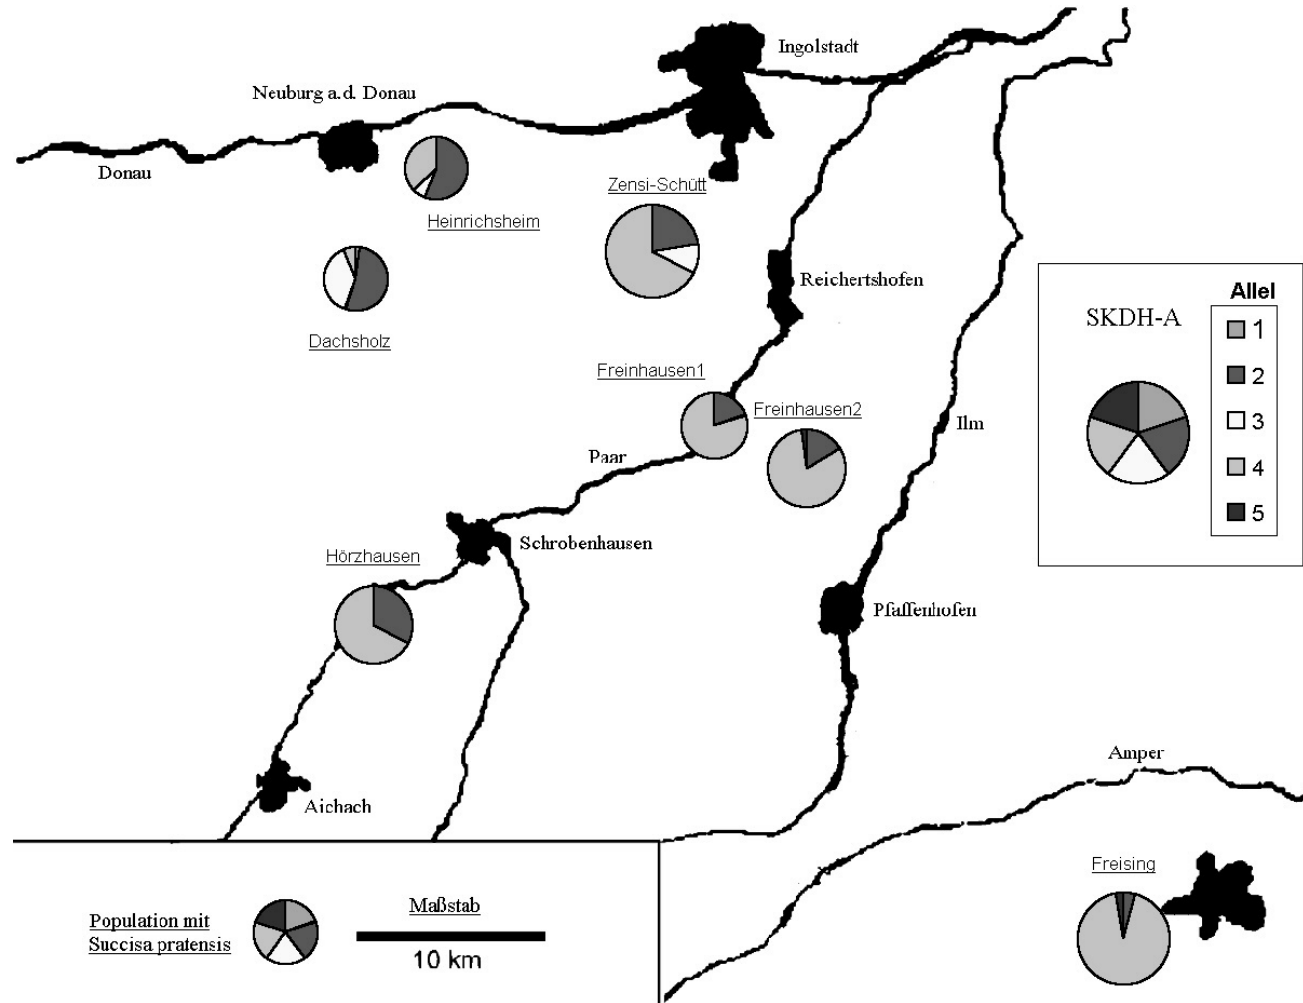 Ingolstadt
Neuburg a.d. Donau
Donau
Zensi-Schütt
Heinrichsheim
Reichertshofen
Dachsholz
Allel
SKDH-A
1
2
3
4
5
Freinhausen1
Freinhausen2
Ilm
Paar
Schrobenhausen
Hörzhausen
Pfaffenhofen
Amper
Aichach
Freising
Population mit
Succisa pratensis
Maßstab
10 km